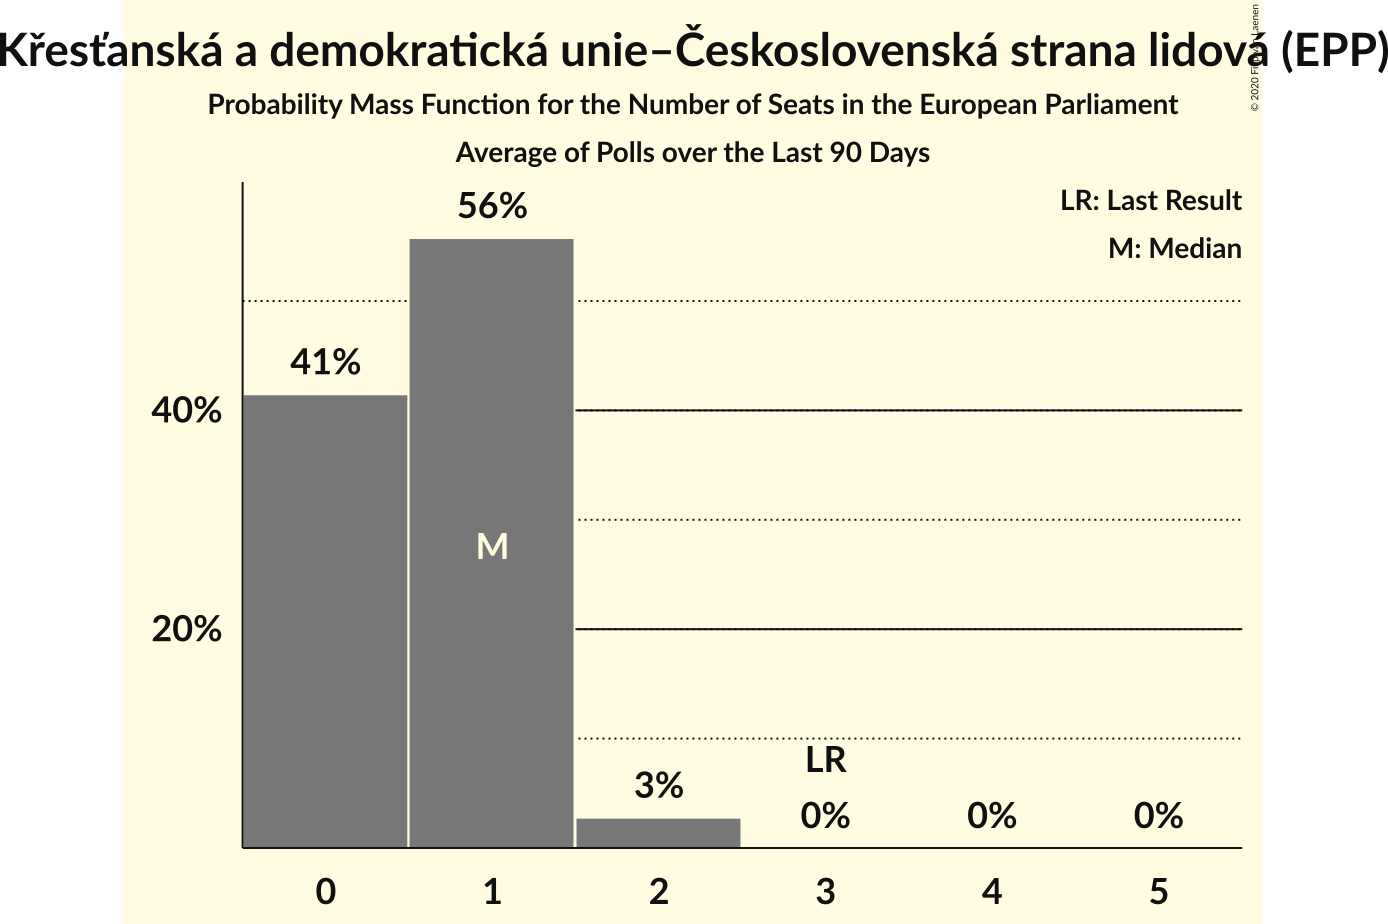 Křesťanská a demokratická unie–Československá strana lidová (EPP)
Probability Mass Function for the Number of Seats in the European Parliament
Average of Polls over the Last 90 Days
LR: Last Result
M: Median
56%
41%
40%
M
20%
LR
3%
0% 0% 0%
0 1 2 3 4 5
© 2020 Laenen